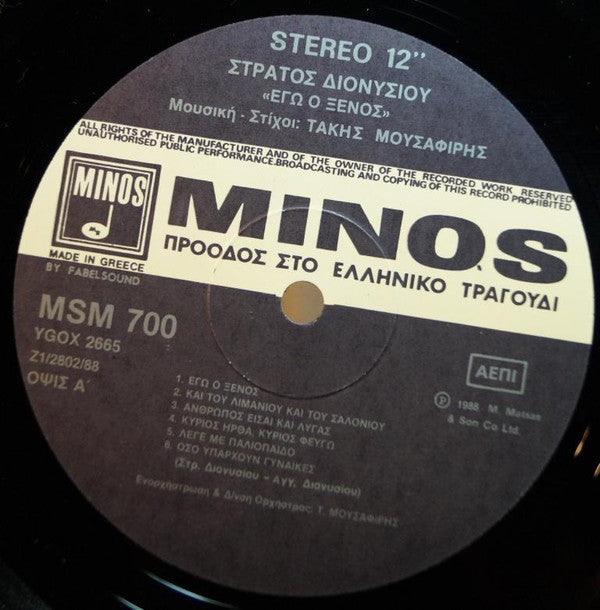 STEREO 12"
ΣΤΡΑΤΟΣ ΔΙΟΝΥΣΙΟΥ
«ΕΓΩ Ο ΞΕΝΟΣ»
Μουσική - Στίχοι: ΤΑΚΗΣ ΜΟΥΣΑΦΙΡΗΣ
ALL RIGHTS OF THE MANUFACTURER AND OF THE OWNER OF THE RECORDED WORK RESERVED
UNAUTHORISED PUBLIC PERFORMANCE.BROADCASTING AND COPYING OF THIS RECORD PROHIBITED
MINOS
MINOS
ΠΡΟΟΔΟΣ ΣΤΟ ΕΛΛΗΝΙΚΟ ΤΡΑΓΟΥΔΙ
MADE IN GREECE
BY FABELSOUND
MSM 700
YGOX 2665
Z1/2802/88
ΟΨΙΣ Α΄
ΑΕΠΙ
Ⓟ 1988 M. Matsas
& Son Co Ltd.
1. ΕΓΩ Ο ΞΕΝΟΣ
2. ΚΑΙ ΤΟΥ ΛΙΜΑΝΙΟΥ ΚΑΙ ΤΟΥ ΣΑΛΟΝΙΟΥ
3. ΑΝΘΡΩΠΟΣ ΕΙΣΑΙ ΚΑΙ ΛΥΓΑΣ
4. ΚΥΡΙΟΣ ΗΡΘΑ, ΚΥΡΙΟΣ ΦΕΥΓΩ
5. ΛΕΓΕ ΜΕ ΠΑΛΙΟΠΑΙΔΟ
6. ΟΣΟ ΥΠΑΡΧΟΥΝ ΓΥΝΑΙΚΕΣ
(Στρ. Διονυσίου - Αγγ. Διονυσίου)
Ενορχήστρωση & Δ/νση Ορχήστρας: Τ. ΜΟΥΣΑΦΙΡΗΣ